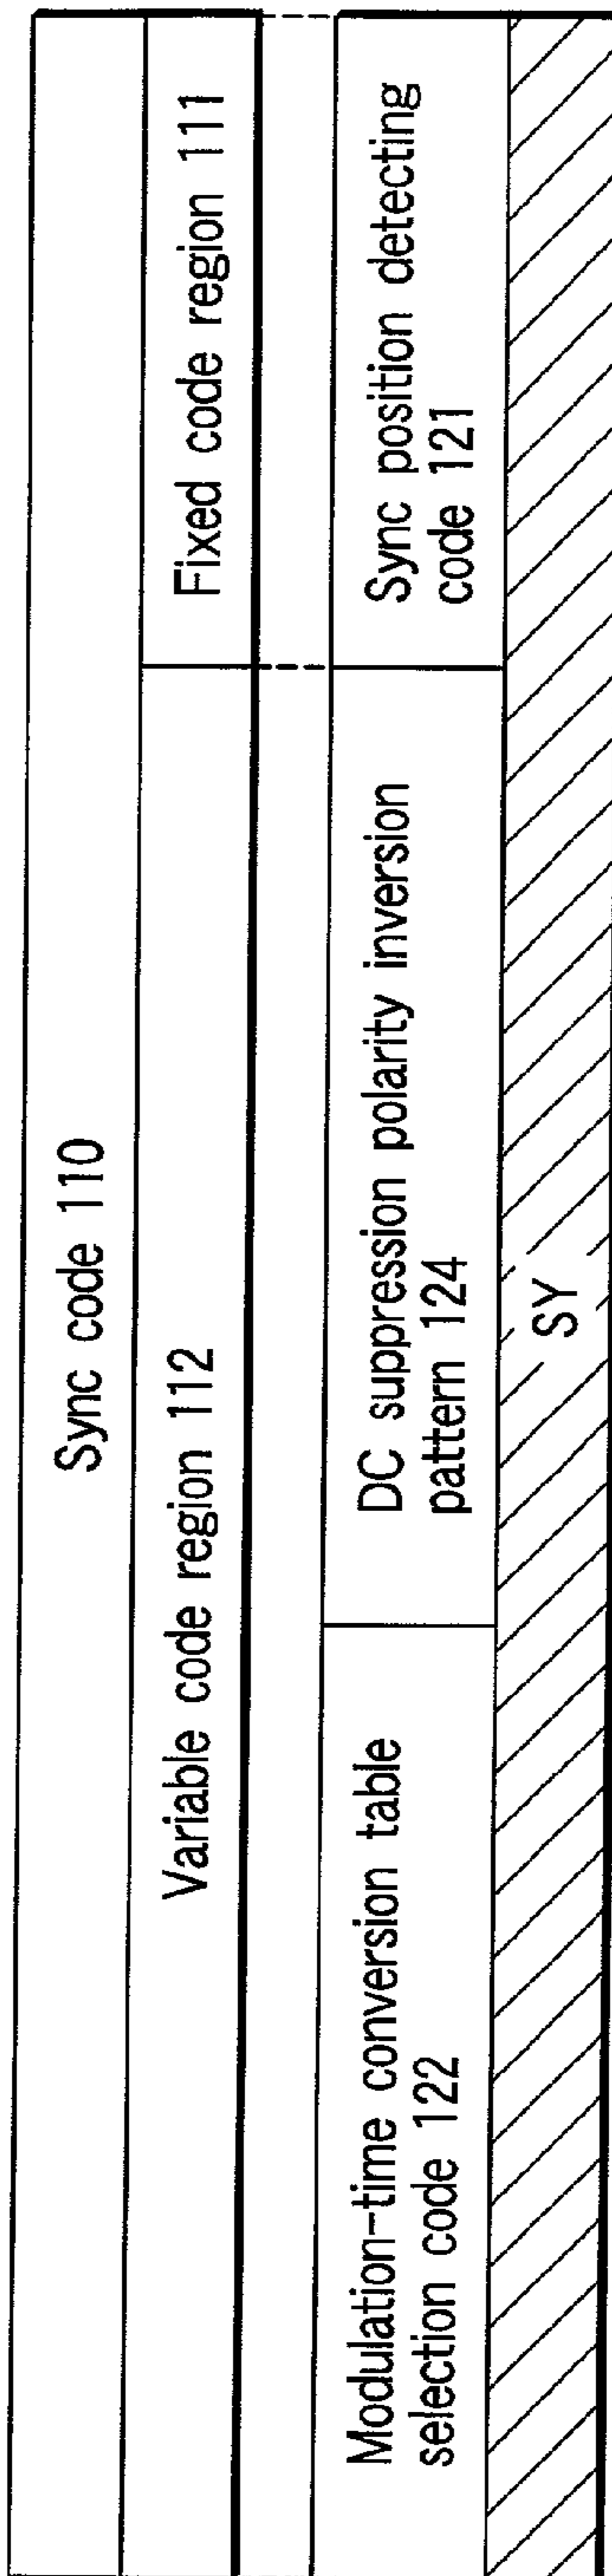 Sync code 110
Variable code region 112
Fixed code region 111
Modulation-time conversion table
selection code 122
DC suppression polarity inversion
pattern 124
Sync position detecting
code 121
SY